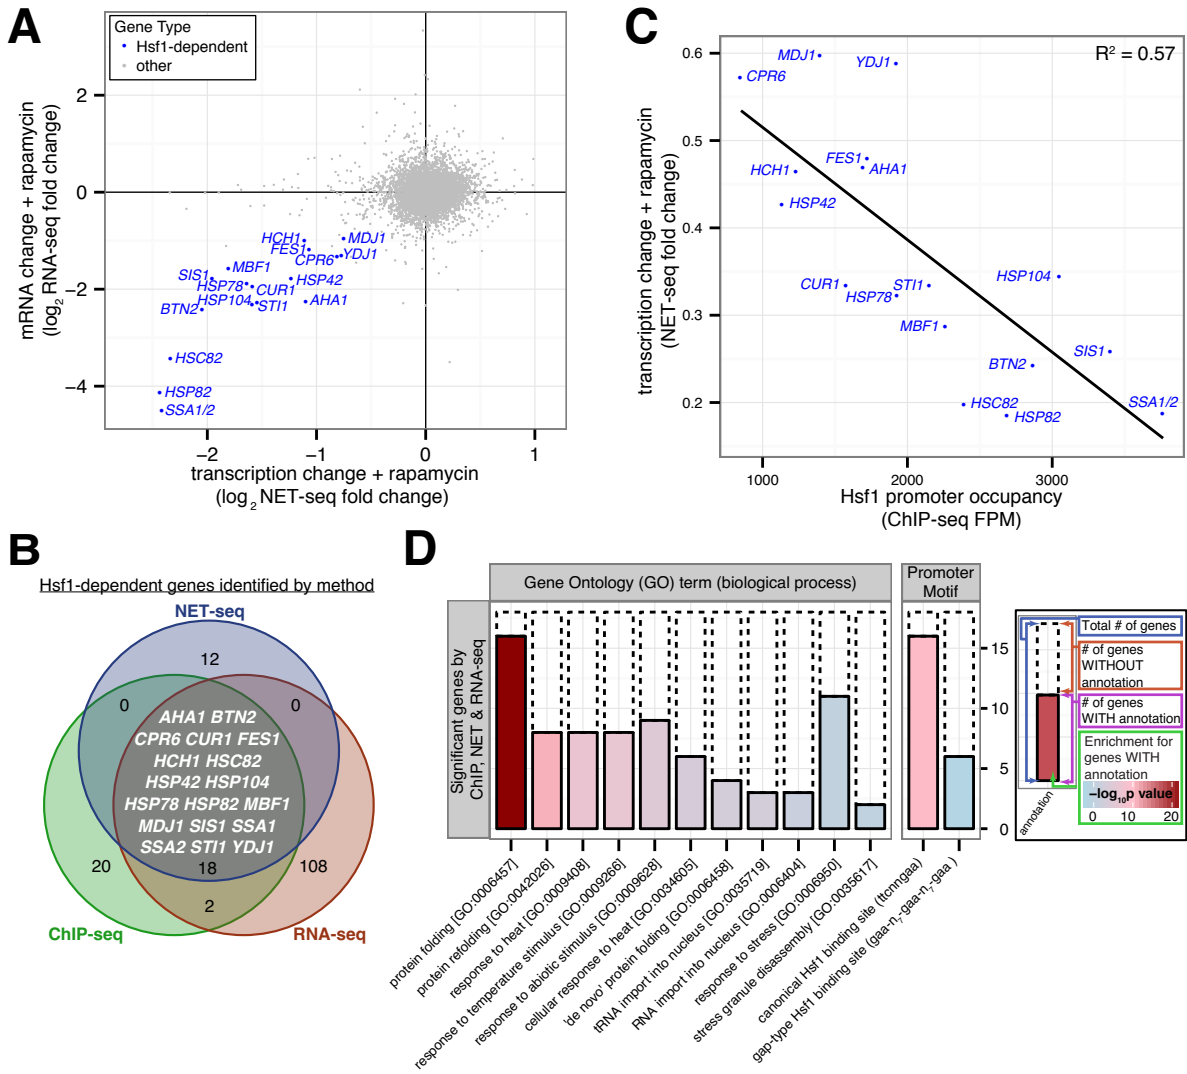 A
Gene Type
Hsf1-dependent
other
mRNA change + rapamycin
(log2 RNA-seq fold change)
2
0
−2
−4
HCH1
MDJ1
FES1
CPR6
YDJ1
MBF1
SIS1
HSP42
HSP78
CUR1
HSP104
STI1
AHA1
BTN2
HSC82
HSP82
SSA1/2
−2
−1
0
1
transcription change + rapamycin
(log2 NET-seq fold change)
C
R2 = 0.57
transcription change + rapamycin
(NET-seq fold change)
0.6
0.5
0.4
0.3
0.2
MDJ1
YDJ1
CPR6
FES1
AHA1
HCH1
HSP42
HSP104
CUR1
STI1
HSP78
MBF1
SIS1
BTN2
HSC82
SSA1/2
HSP82
1000
2000
3000
Hsf1 promoter occupancy
(ChIP-seq FPM)
B
Hsf1-dependent genes identified by method
NET-seq
12
0
0
AHA1 BTN2
CPR6 CUR1 FES1
HCH1 HSC82
HSP42 HSP104
HSP78 HSP82 MBF1
MDJ1 SIS1 SSA1
SSA2 STI1 YDJ1
20
18
108
2
ChIP-seq
RNA-seq
D
Gene Ontology (GO) term (biological process)
Promoter
Motif
Significant genes by
ChIP, NET & RNA-seq
15
10
5
0
protein folding [GO:0006457]
protein refolding [GO:0042026]
response to heat [GO:0009408]
response to temperature stimulus [GO:0009266]
response to abiotic stimulus [GO:0009628]
cellular response to heat [GO:0034605]
'de novo' protein folding [GO:0006458]
tRNA import into nucleus [GO:0035719]
RNA import into nucleus [GO:0006404]
response to stress [GO:0006950]
stress granule disassembly [GO:0035617]
canonical Hsf1 binding site (ttcnngaa)
gap-type Hsf1 binding site (gaa-n7-gaa-n7-gaa )
Total # of genes
# of genes
WITHOUT
annotation
# of genes
WITH annotation
Enrichment for
genes WITH
annotation
−log10p value
0
10
20
annotation